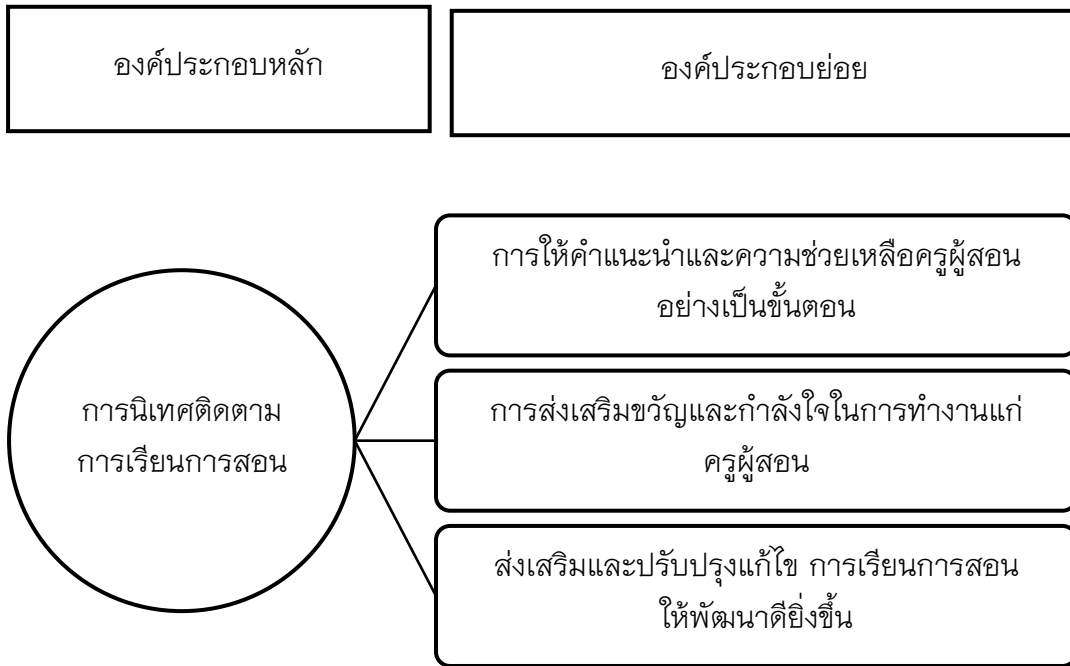 องค์ประกอบหลัก
องค์ประกอบย่อย
การนิเทศติดตาม
การเรียนการสอน
การให้คำแนะนำและความช่วยเหลือครูผู้สอน
อย่างเป็นขั้นตอน
การส่งเสริมขวัญและกำลังใจในการทำงานแก่
ครูผู้สอน
ส่งเสริมและปรับปรุงแก้ไข การเรียนการสอน
ให้พัฒนาดียิ่งขึ้น